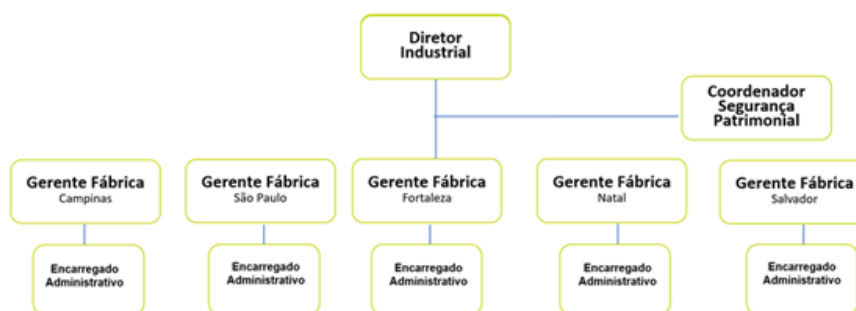 Diretor
Industrial
Coordenador
Segurança
Patrimonial
Gerente Fábrica
Campinas
Gerente Fábrica
São Paulo
Gerente Fábrica
Fortaleza
Gerente Fábrica
Natal
Gerente Fábrica
Salvador
Encarregado
Administrativo
Encarregado
Administrativo
Encarregado
Administrativo
Encarregado
Administrativo
Encarregado
Administrativo